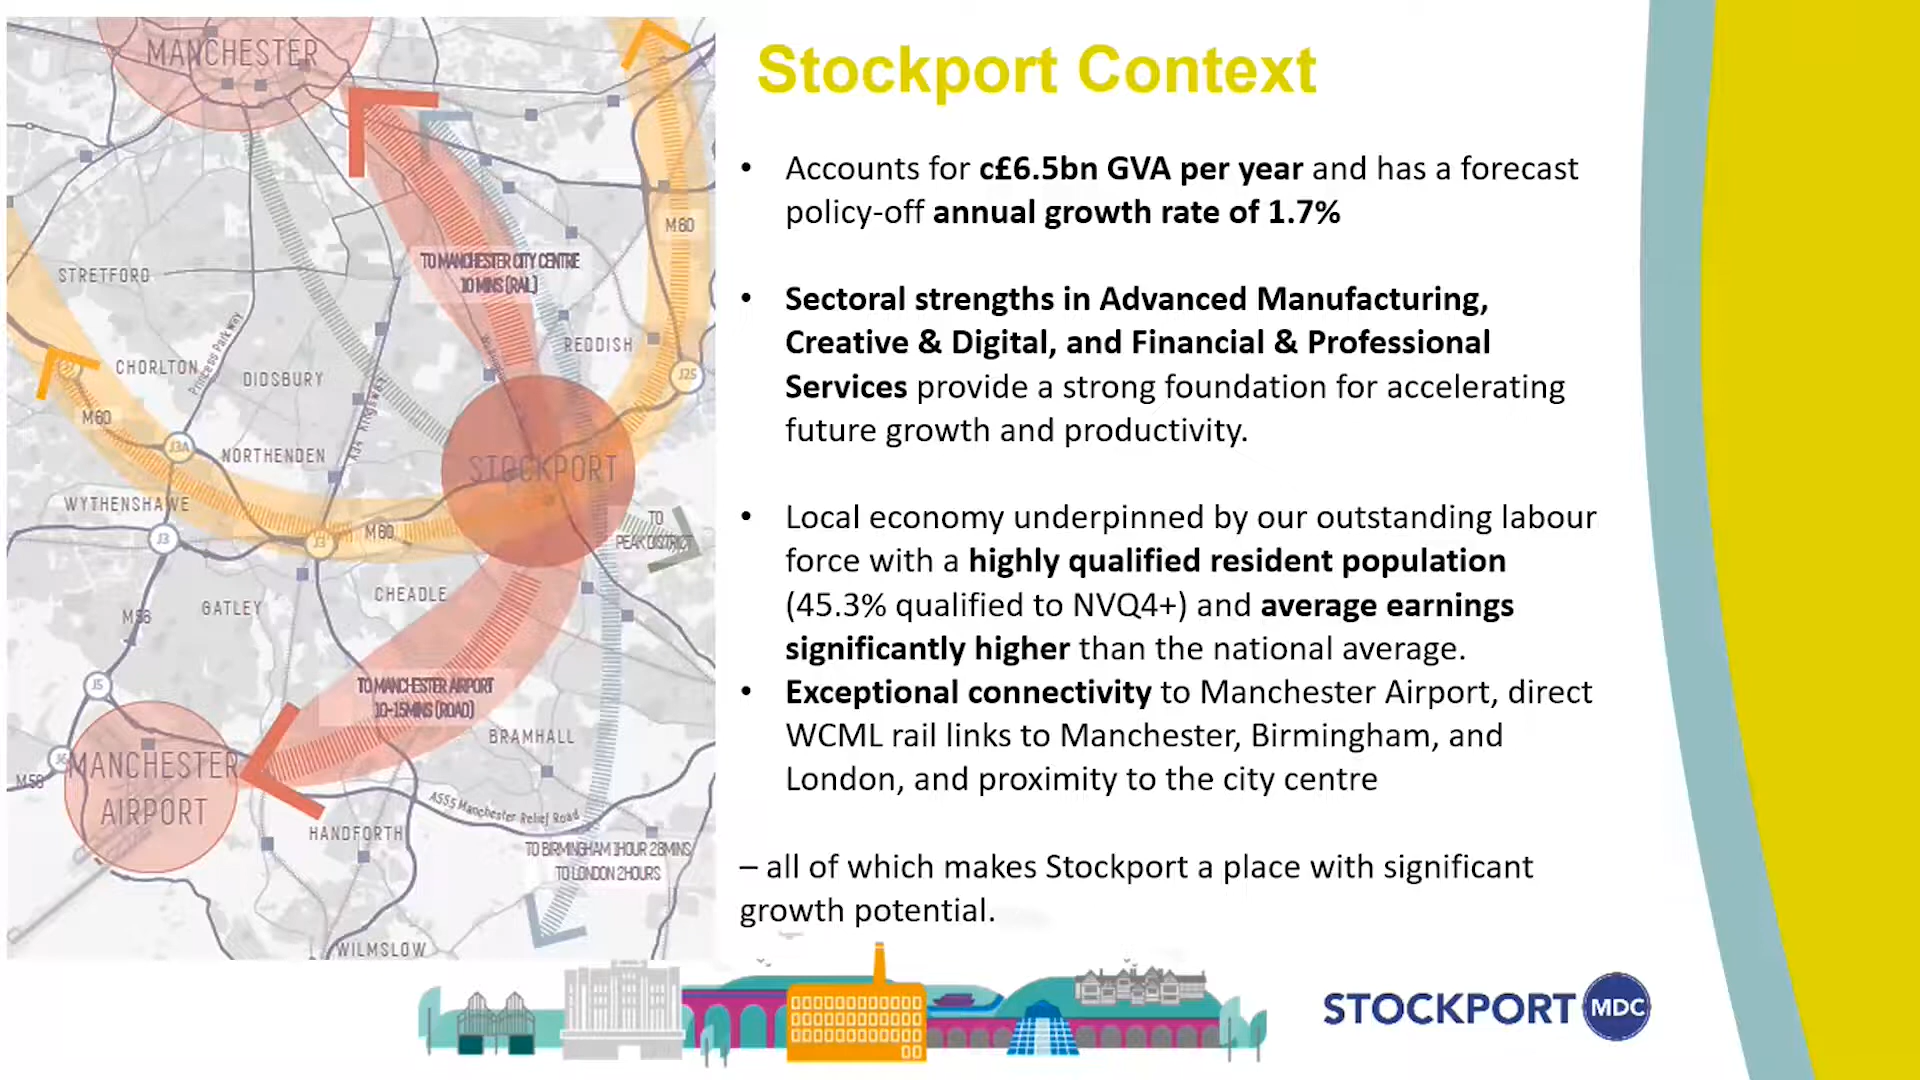 Stockport Context
• Accounts for c£6.5bn GVA per year and has a forecast
policy-off annual growth rate of 1.7%
• Sectoral strengths in Advanced Manufacturing,
Creative & Digital, and Financial & Professional
Services provide a strong foundation for accelerating
future growth and productivity.
• Local economy underpinned by our outstanding labour
force with a highly qualified resident population
(45.3% qualified to NVQ4+) and average earnings
significantly higher than the national average.
• Exceptional connectivity to Manchester Airport, direct
WCML rail links to Manchester, Birmingham, and
London, and proximity to the city centre
– all of which makes Stockport a place with significant
growth potential.
STOCKPORT MDC
MANCHESTER
M60
TO MANCHESTER CITY CENTRE
10 MINS (RAIL)
STRETFORD
Princess Parkway
REDDISH
CHORLTON
DIDSBURY
J25
A34 Kingsway
M60
J3A
NORTHENDEN
STOCKPORT
WYTHENSHAWE
TO
PEAK DISTRICT
M60
J3
J3
CHEADLE
GATLEY
M56
J5
TO MANCHESTER AIRPORT
10-15MINS (ROAD)
BRAMHALL
J6
M56
MANCHESTER
AIRPORT
A555 Manchester Relief Road
HANDFORTH
TO BIRMINGHAM 1HOUR 28MINS
TO LONDON 2HOURS
WILMSLOW